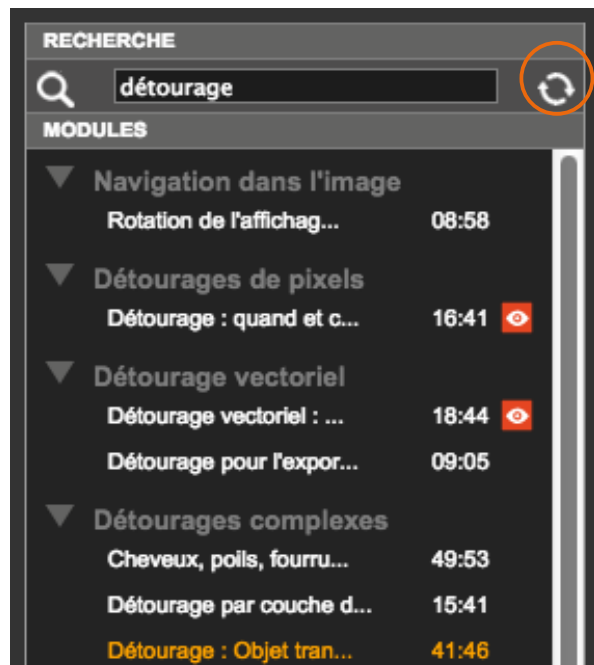 RECHERCHE
détourage
MODULES
Navigation dans l'image
Rotation de l'affichag... 08:58
Détourages de pixels
Détourage : quand et c... 16:41
Détourage vectoriel
Détourage vectoriel : ... 18:44
Détourage pour l'expor... 09:05
Détourages complexes
Cheveux, poils, fourru... 49:53
Détourage par couche d... 15:41
Détourage : Objet tran... 41:46